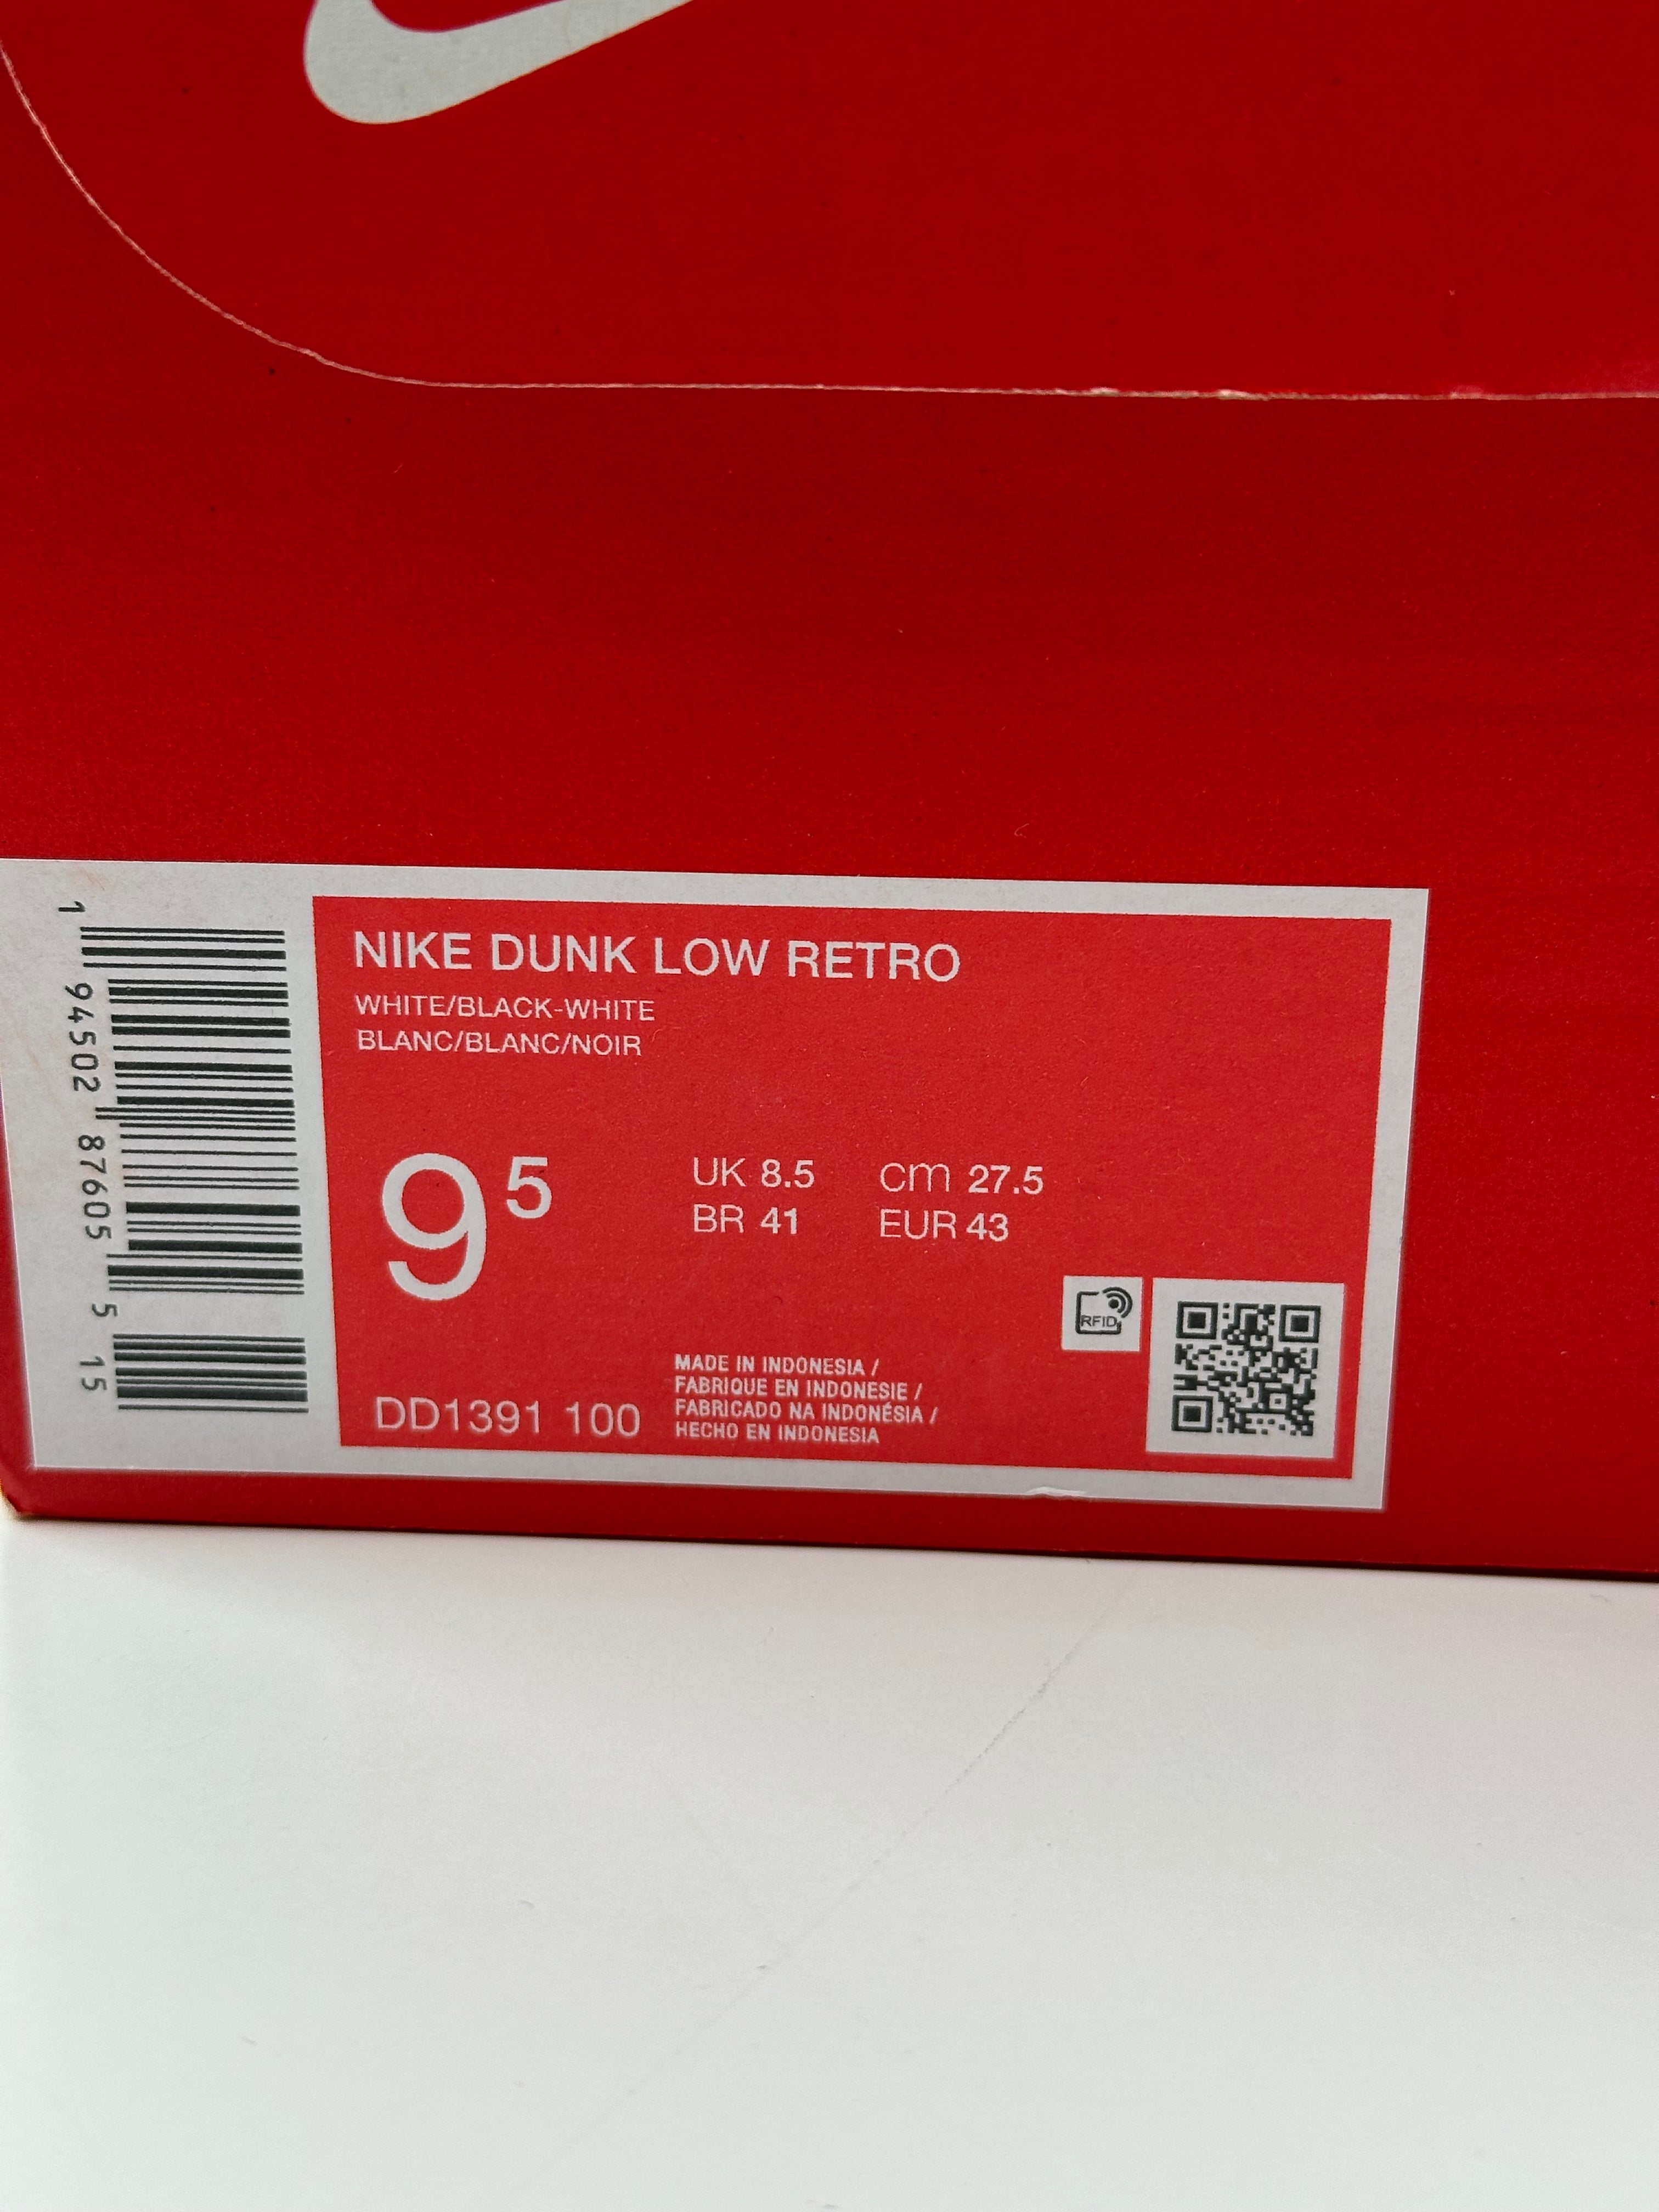 NIKE DUNK LOW RETRO
WHITE/BLACK-WHITE
BLANC/BLANC/NOIR
9⁵
UK 8.5 cm 27.5
BR 41 EUR 43
RFID
DD1391 100
MADE IN INDONESIA /
FABRIQUE EN INDONESIE /
FABRICADO NA INDONÉSIA /
HECHO EN INDONESIA
1 94502 87605 5 15